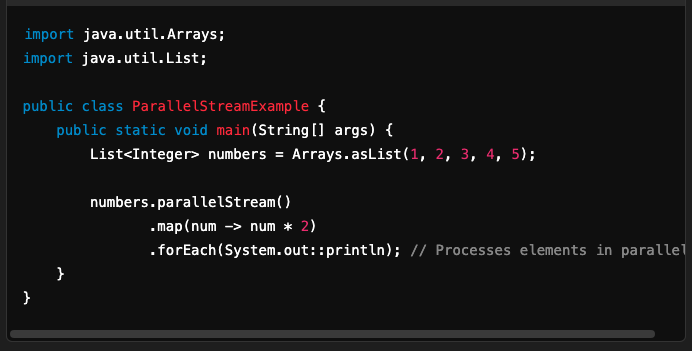 import java.util.Arrays;
import java.util.List;
public class ParallelStreamExample {
public static void main(String[] args) {
List<Integer> numbers = Arrays.asList(1, 2, 3, 4, 5);
numbers.parallelStream()
.map(num -> num * 2)
.forEach(System.out::println); // Processes elements in parallel
}
}